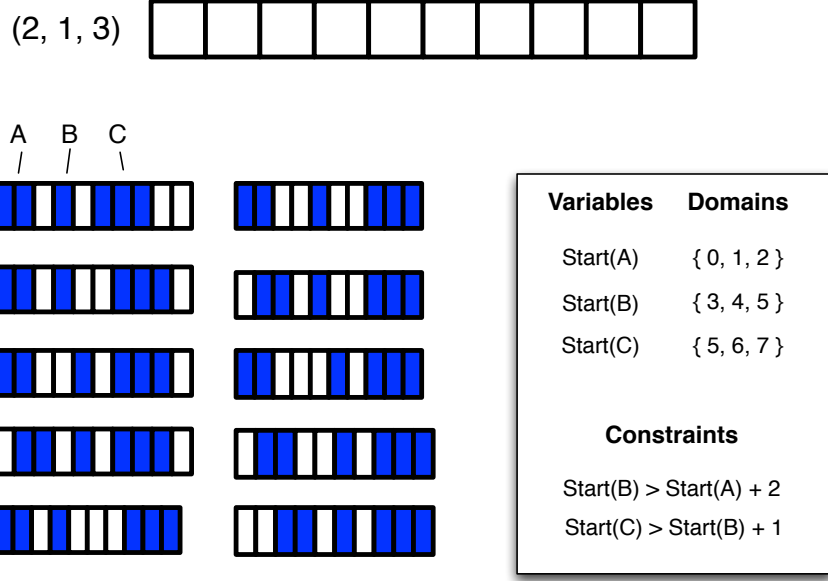 (2, 1, 3)
A B C
Variables Domains
Start(A) { 0, 1, 2 }
Start(B) { 3, 4, 5 }
Start(C) { 5, 6, 7 }
Constraints
Start(B) > Start(A) + 2
Start(C) > Start(B) + 1